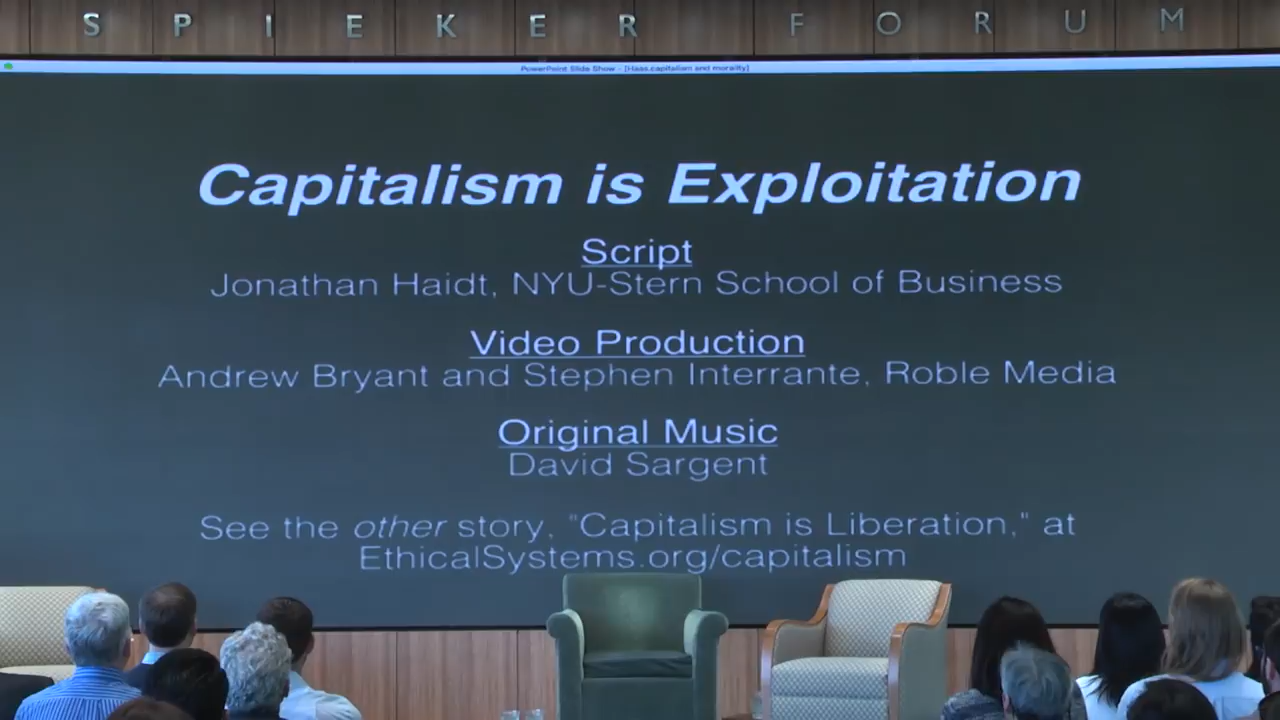 SPIEKER FORUM
PowerPoint Slide Show - [Haas.capitalism and morality]
Capitalism is Exploitation
Script
Jonathan Haidt, NYU-Stern School of Business
Video Production
Andrew Bryant and Stephen Interrante, Roble Media
Original Music
David Sargent
See the other story, "Capitalism is Liberation," at
EthicalSystems.org/capitalism